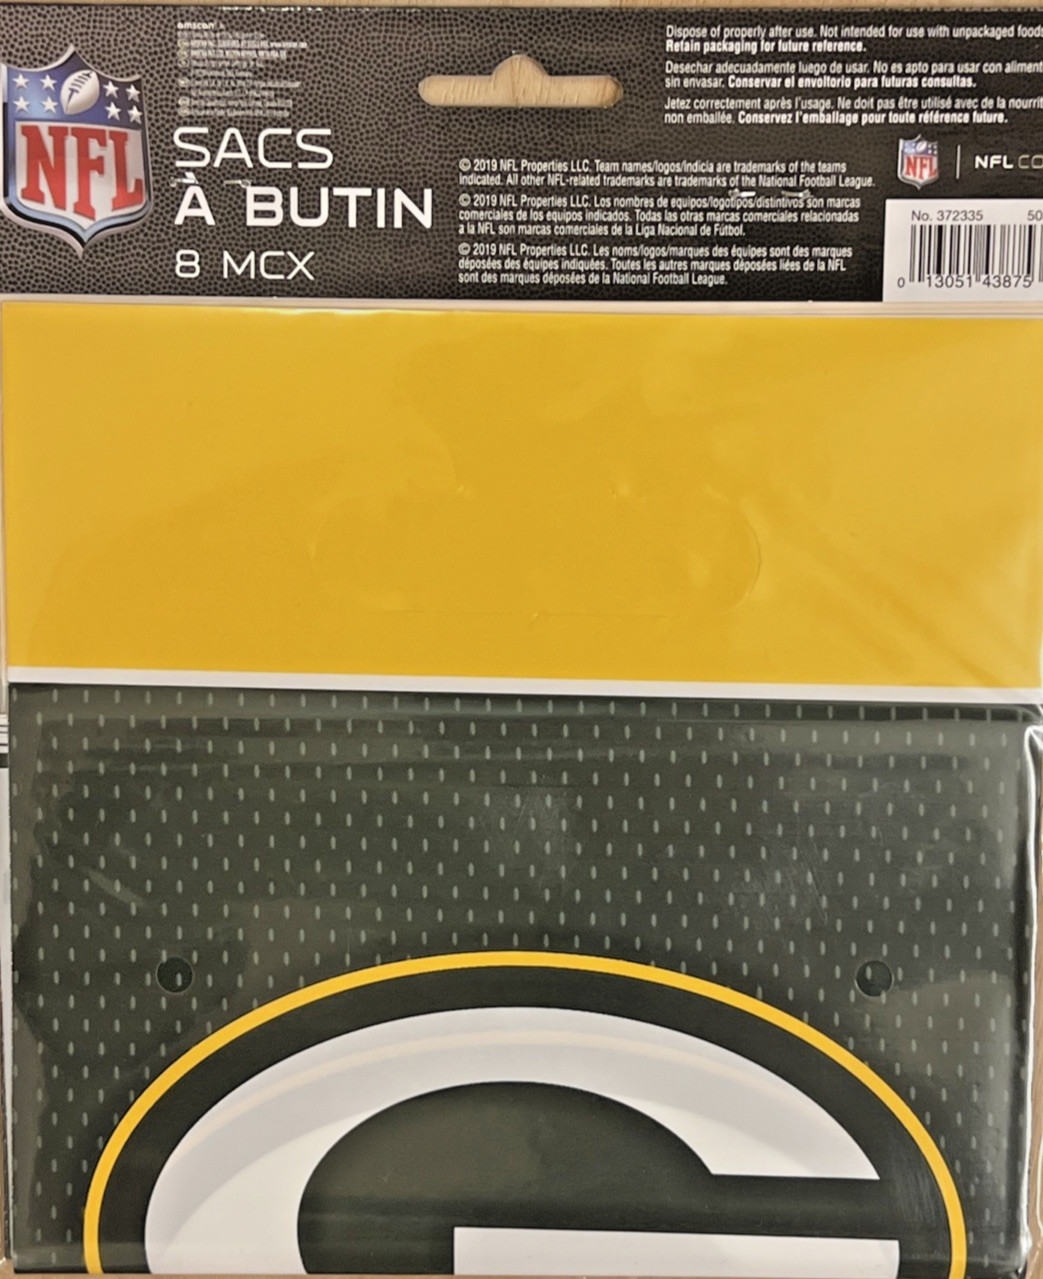 amscan
NFL
SACS
À BUTIN
8 MCX
Dispose of properly after use. Not intended for use with unpackaged foods
Retain packaging for future reference.
Desechar adecuadamente luego de usar. No es apto para usar con aliment
sin envasar. Conservar el envoltorio para futuras consultas.
Jetez correctement après l'usage. Ne doit pas être utilisé avec de la nourrit
non emballée. Conservez l'emballage pour toute référence future.
© 2019 NFL Properties LLC. Team names/logos/indicia are trademarks of the teams
indicated. All other NFL-related trademarks are trademarks of the National Football League.
© 2019 NFL Properties LLC. Los nombres de equipos/logotipos/distintivos son marcas
comerciales de los equipos indicados. Todas las otras marcas comerciales relacionadas
a la NFL son marcas comerciales de la Liga Nacional de Fútbol.
© 2019 NFL Properties LLC. Les noms/logos/marques des équipes sont des marques
déposées des équipes indiquées. Toutes les autres marques déposées liées de la NFL
sont des marques déposées de la National Football League.
NFL
NFL CO
No. 372335 50
0 13051 43875
G